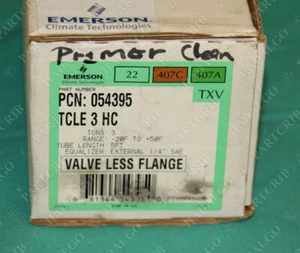 EMERSON
Climate Technologies
Primer Clean
EMERSON
Climate Technologies
22 407C 407A
TXV
PART NUMBER
PCN: 054395
TCLE 3 HC
TONS: 3
RANGE: -20F TO +50F
TUBE LENGTH: 5FT
EQUALIZER: EXTERNAL 1/4" SAE
VALVE LESS FLANGE